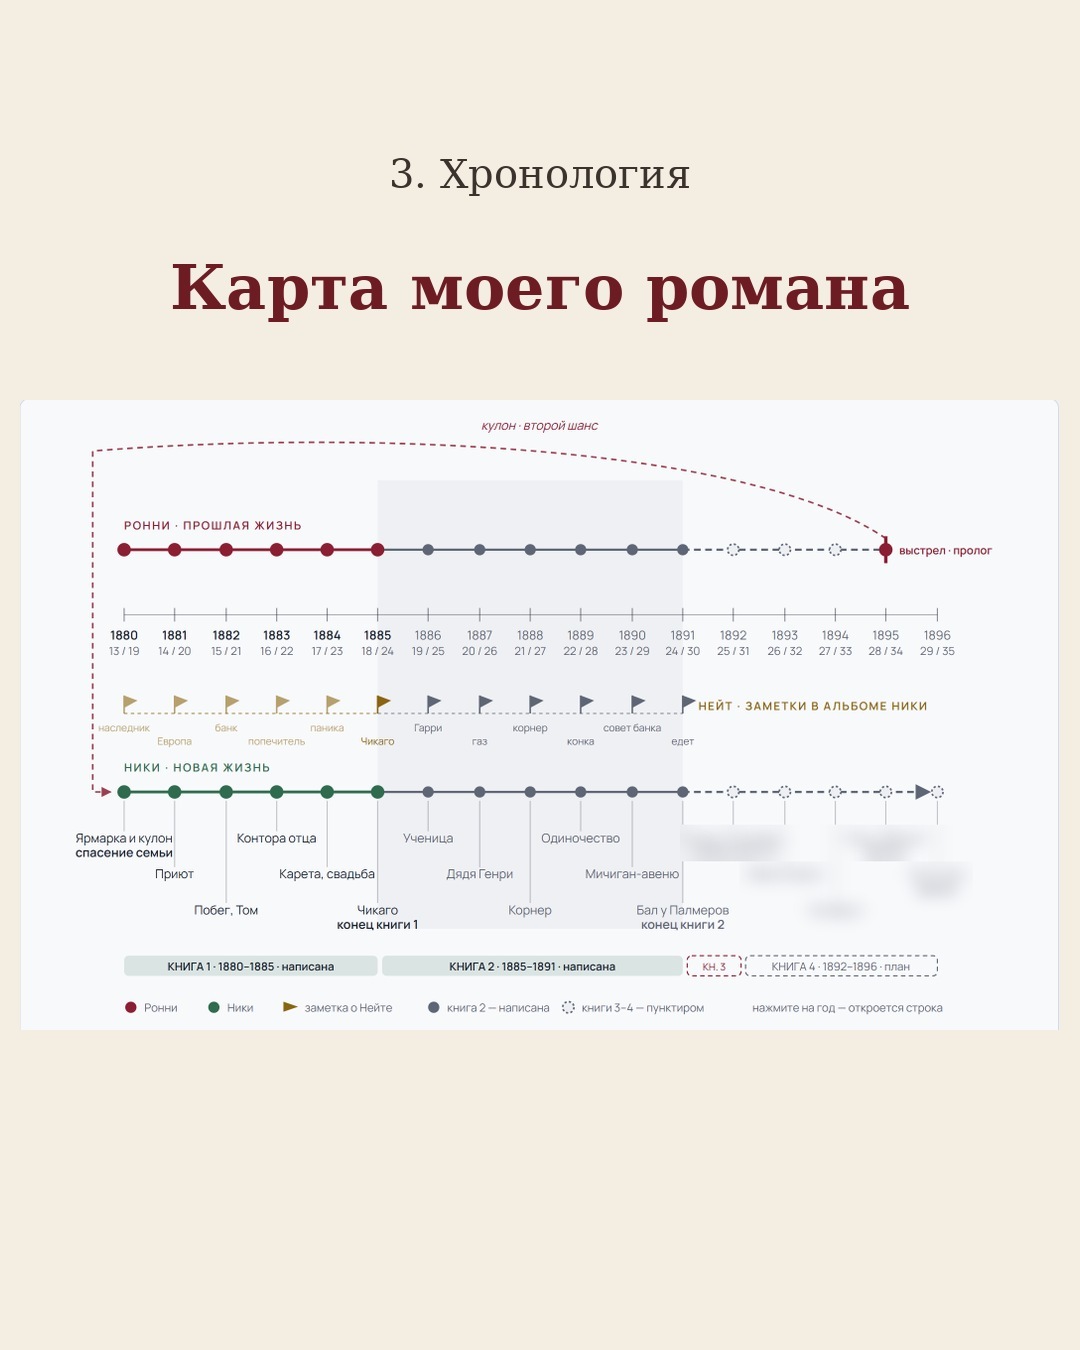 3. Хронология
Карта моего романа
кулон · второй шанс
РОННИ · ПРОШЛАЯ ЖИЗНЬ
выстрел · пролог
1880 1881 1882 1883 1884 1885 1886 1887 1888 1889 1890 1891 1892 1893 1894 1895 1896
13 / 19 14 / 20 15 / 21 16 / 22 17 / 23 18 / 24 19 / 25 20 / 26 21 / 27 22 / 28 23 / 29 24 / 30 25 / 31 26 / 32 27 / 33 28 / 34 29 / 35
НЕЙТ · ЗАМЕТКИ В АЛЬБОМЕ НИКИ
наследник банк паника Гарри корнер совет банка
Европа попечитель Чикаго газ конка едет
НИКИ · НОВАЯ ЖИЗНЬ
Ярмарка и кулон Контора отца Ученица Одиночество
спасение семьи
Приют Карета, свадьба Дядя Генри Мичиган-авеню
Побег, Том Чикаго Корнер Бал у Палмеров
конец книги 1 конец книги 2
КНИГА 1 · 1880–1885 · написана КНИГА 2 · 1885–1891 · написана КН. 3 КНИГА 4 · 1892–1896 · план
Ронни Ники заметка о Нейте книга 2 — написана книги 3–4 — пунктиром нажмите на год — откроется строка